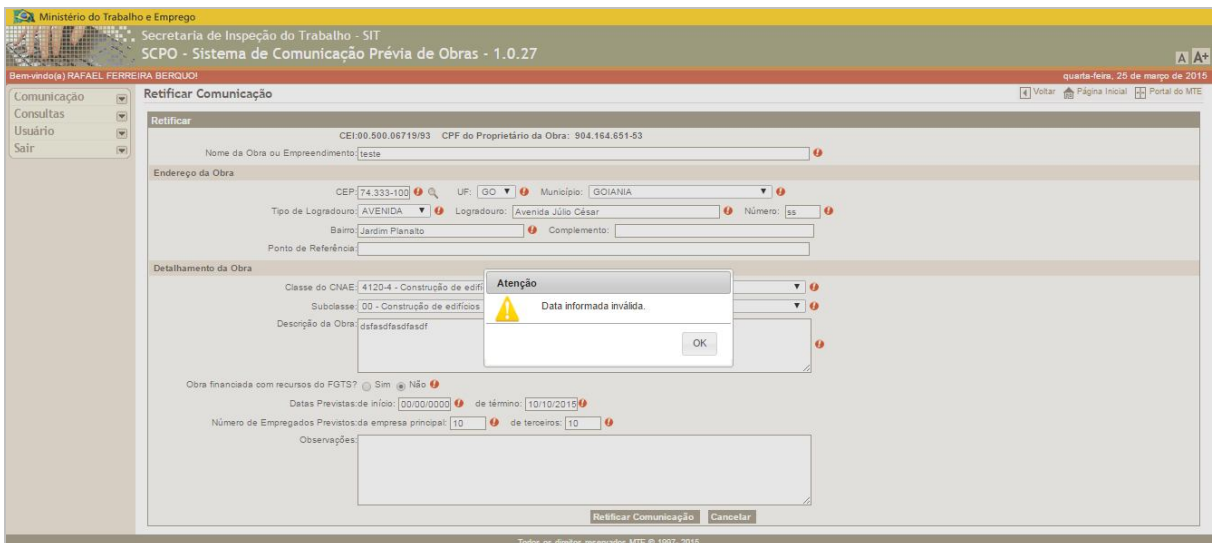 Ministério do Trabalho e Emprego
Secretaria de Inspeção do Trabalho - SIT
SCPO - Sistema de Comunicação Prévia de Obras - 1.0.27
A A+
Bem-vindo(a) RAFAEL FERREIRA BERQUO! quarta-feira, 25 de março de 2015
Comunicação
Consultas
Usuário
Sair
Retificar Comunicação Voltar Página Inicial Portal do MTE
Retificar
CEI:00.500.06719/93 CPF do Proprietário da Obra: 904.164.651-53
Nome da Obra ou Empreendimento: teste
Endereço da Obra
CEP: 74.333-100 UF: GO Município: GOIANIA
Tipo de Logradouro: AVENIDA Logradouro: Avenida Júlio César Número: ss
Bairro: Jardim Planalto Complemento:
Ponto de Referência:
Detalhamento da Obra
Classe do CNAE: 4120-4 - Construção de edifí
Subclasse: 00 - Construção de edifícios
Descrição da Obra: dsfasdfasdfasdf
Atenção
Data informada inválida.
OK
Obra financiada com recursos do FGTS? Sim Não
Datas Previstas:de início: 00/00/0000 de término: 10/10/2015
Número de Empregados Previstos:da empresa principal: 10 de terceiros: 10
Observações:
Retificar Comunicação Cancelar
Todos os direitos reservados MTE © 1997-2015